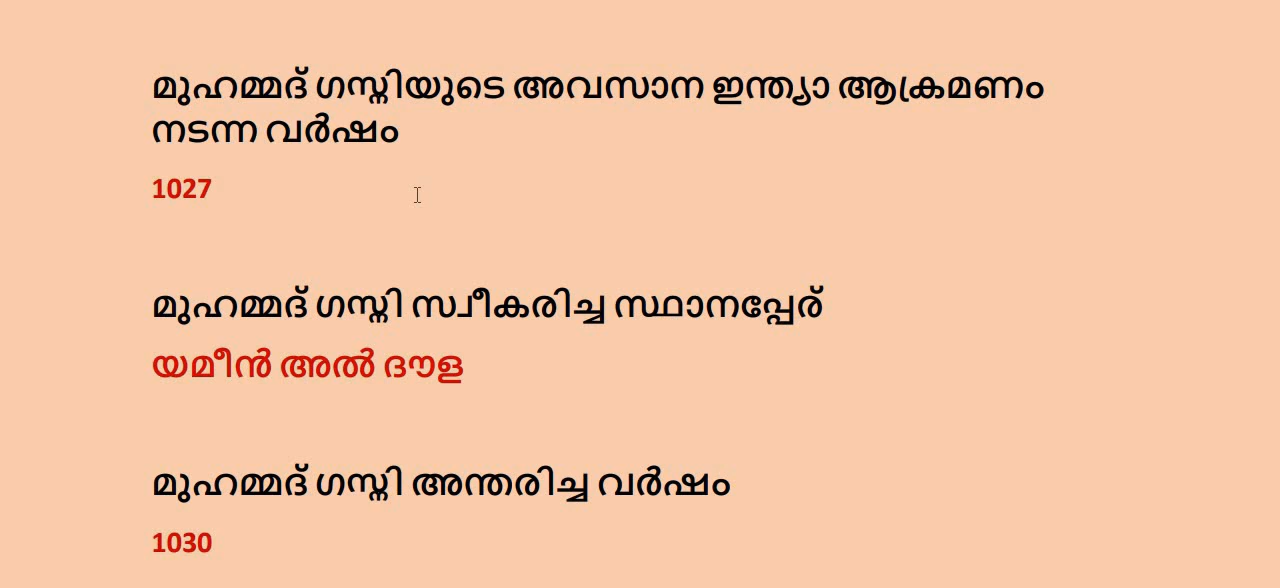 മുഹമ്മദ് ഗസ്നിയുടെ അവസാന ഇന്ത്യാ ആക്രമണം
നടന്ന വർഷം
1027
മുഹമ്മദ് ഗസ്നി സ്വീകരിച്ച സ്ഥാനപ്പേര്
യമീൻ അൽ ദൗള
മുഹമ്മദ് ഗസ്നി അന്തരിച്ച വർഷം
1030